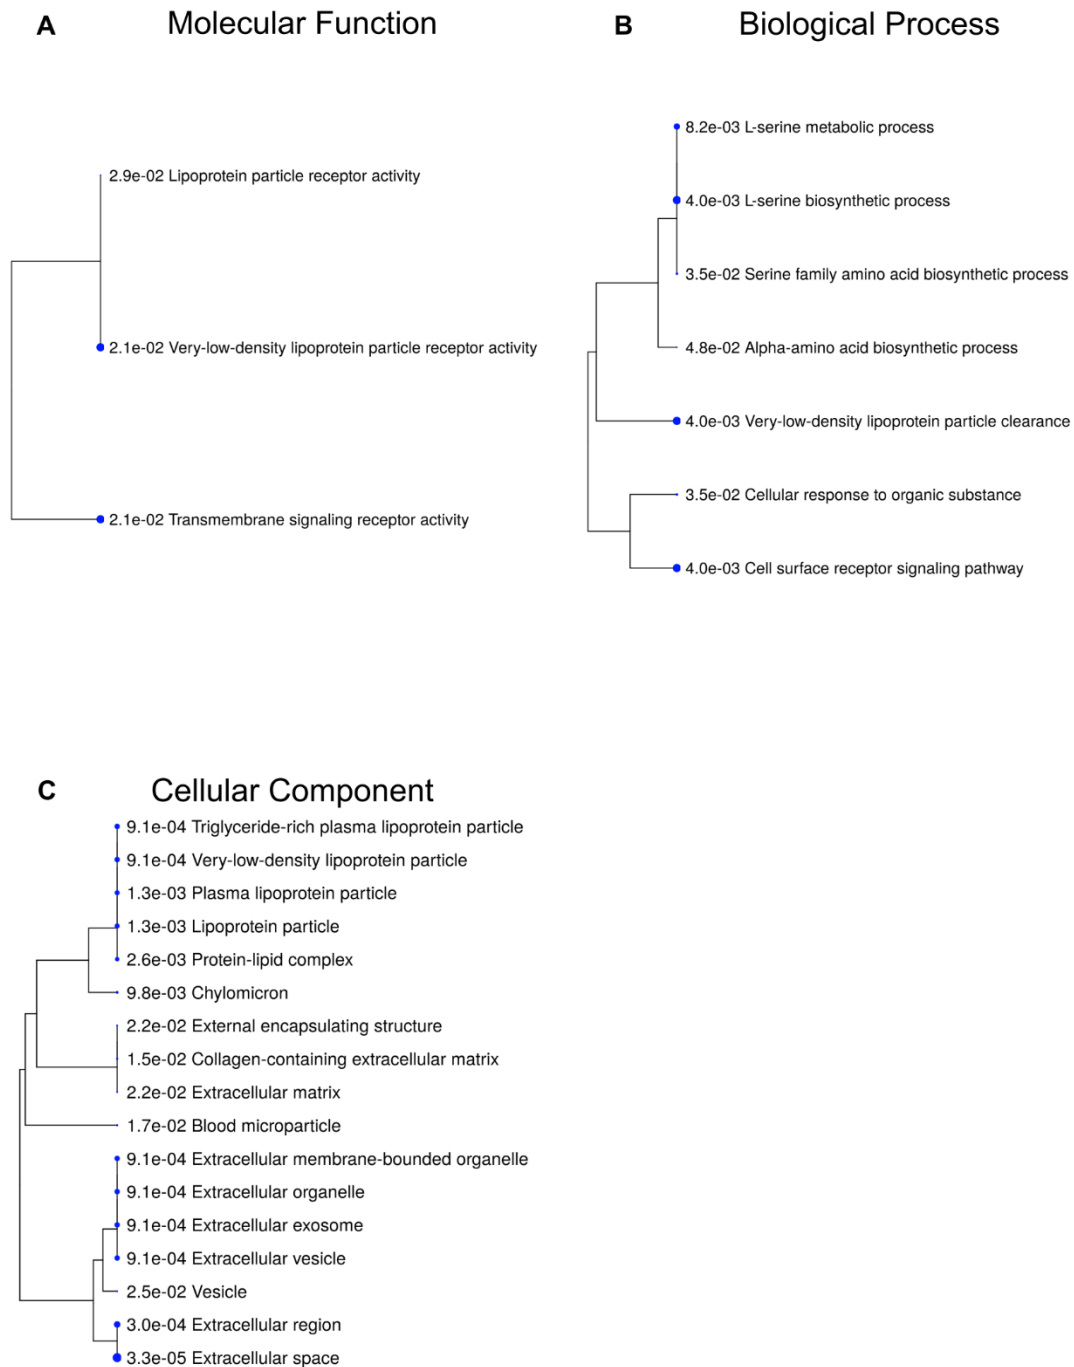 A Molecular Function
2.9e-02 Lipoprotein particle receptor activity
2.1e-02 Very-low-density lipoprotein particle receptor activity
2.1e-02 Transmembrane signaling receptor activity
B Biological Process
8.2e-03 L-serine metabolic process
4.0e-03 L-serine biosynthetic process
3.5e-02 Serine family amino acid biosynthetic process
4.8e-02 Alpha-amino acid biosynthetic process
4.0e-03 Very-low-density lipoprotein particle clearance
3.5e-02 Cellular response to organic substance
4.0e-03 Cell surface receptor signaling pathway
C Cellular Component
9.1e-04 Triglyceride-rich plasma lipoprotein particle
9.1e-04 Very-low-density lipoprotein particle
1.3e-03 Plasma lipoprotein particle
1.3e-03 Lipoprotein particle
2.6e-03 Protein-lipid complex
9.8e-03 Chylomicron
2.2e-02 External encapsulating structure
1.5e-02 Collagen-containing extracellular matrix
2.2e-02 Extracellular matrix
1.7e-02 Blood microparticle
9.1e-04 Extracellular membrane-bounded organelle
9.1e-04 Extracellular organelle
9.1e-04 Extracellular exosome
9.1e-04 Extracellular vesicle
2.5e-02 Vesicle
3.0e-04 Extracellular region
3.3e-05 Extracellular space